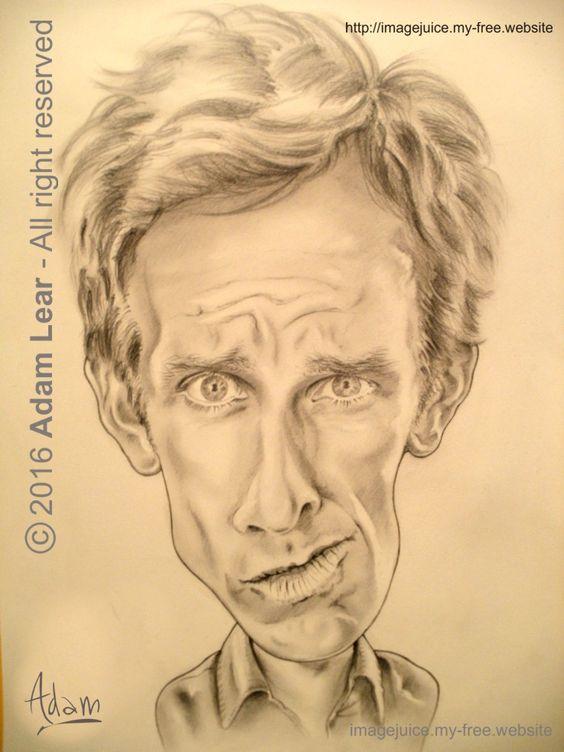 http://imagejuice.my-free.website
© 2016 Adam Lear - All right reserved
Adam
imagejuice.my-free.website